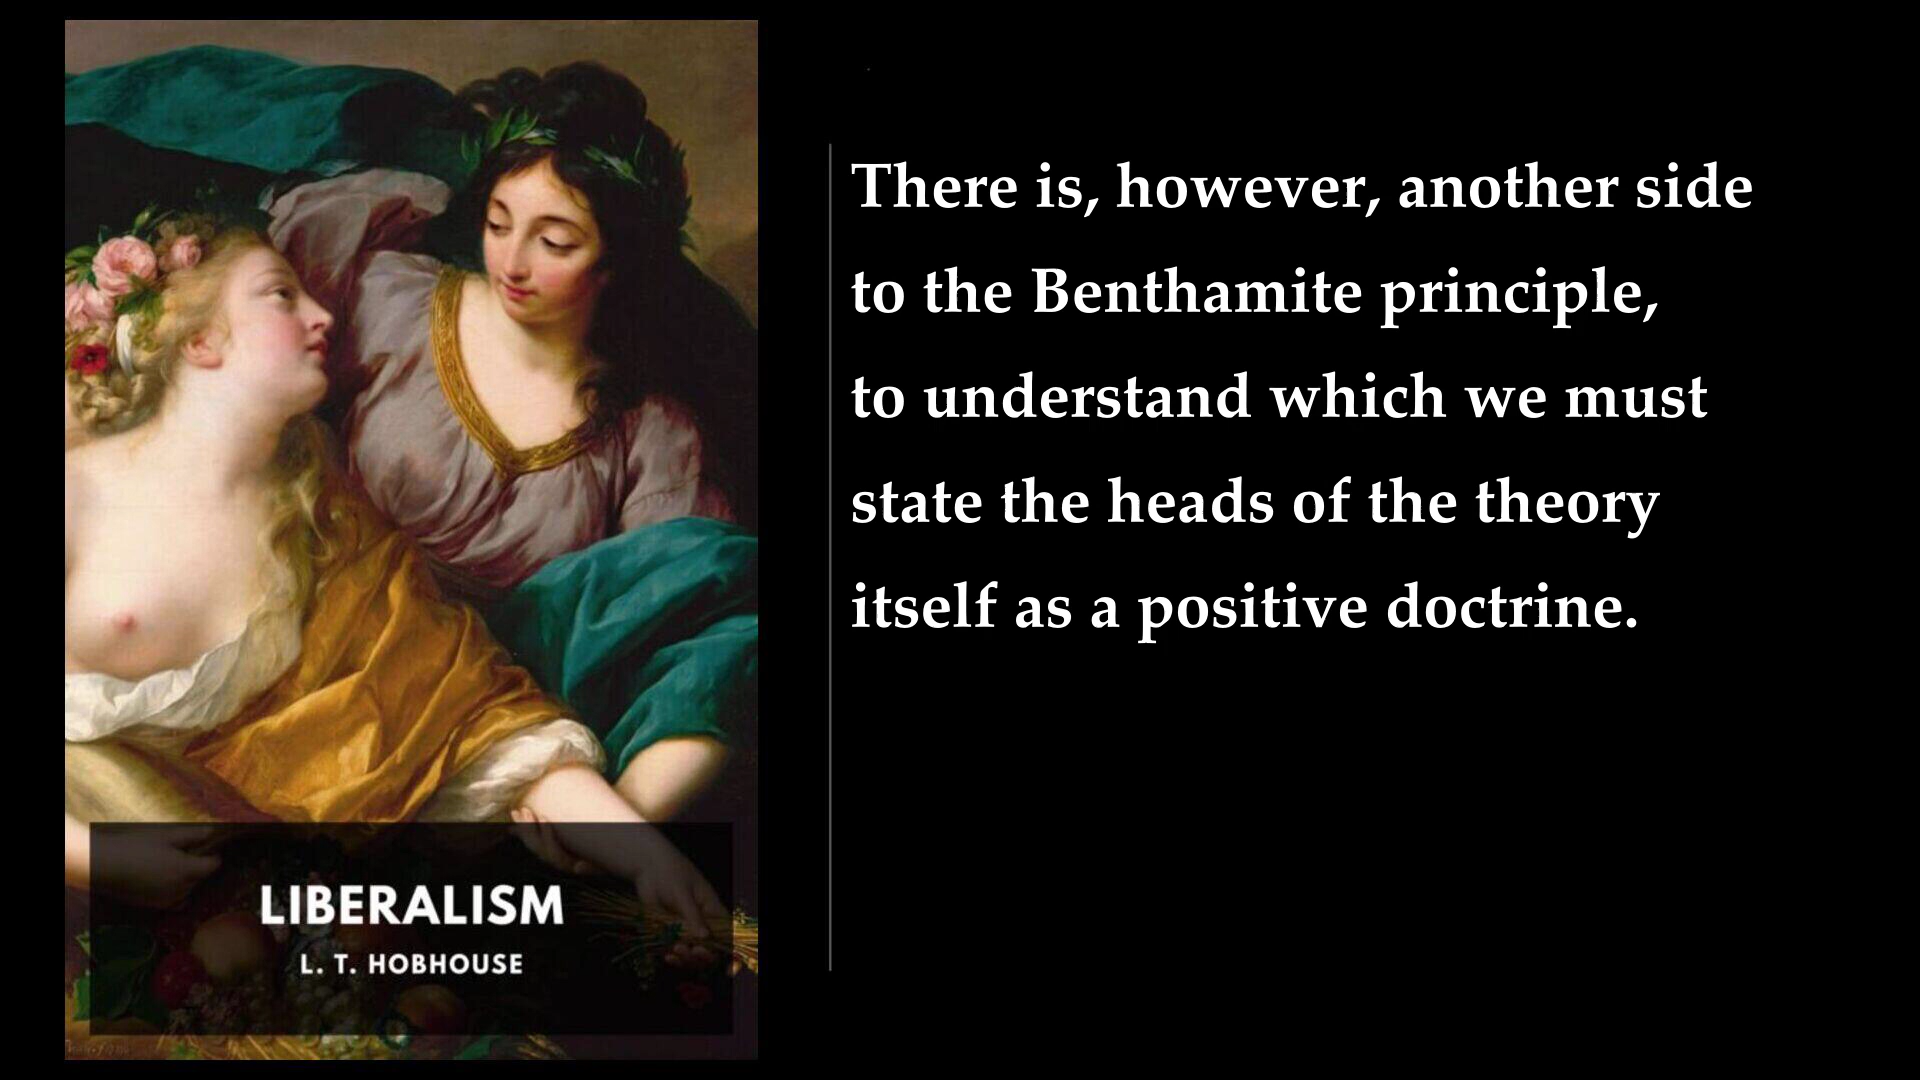 There is, however, another side
to the Benthamite principle,
to understand which we must
state the heads of the theory
itself as a positive doctrine.
LIBERALISM
L. T. HOBHOUSE